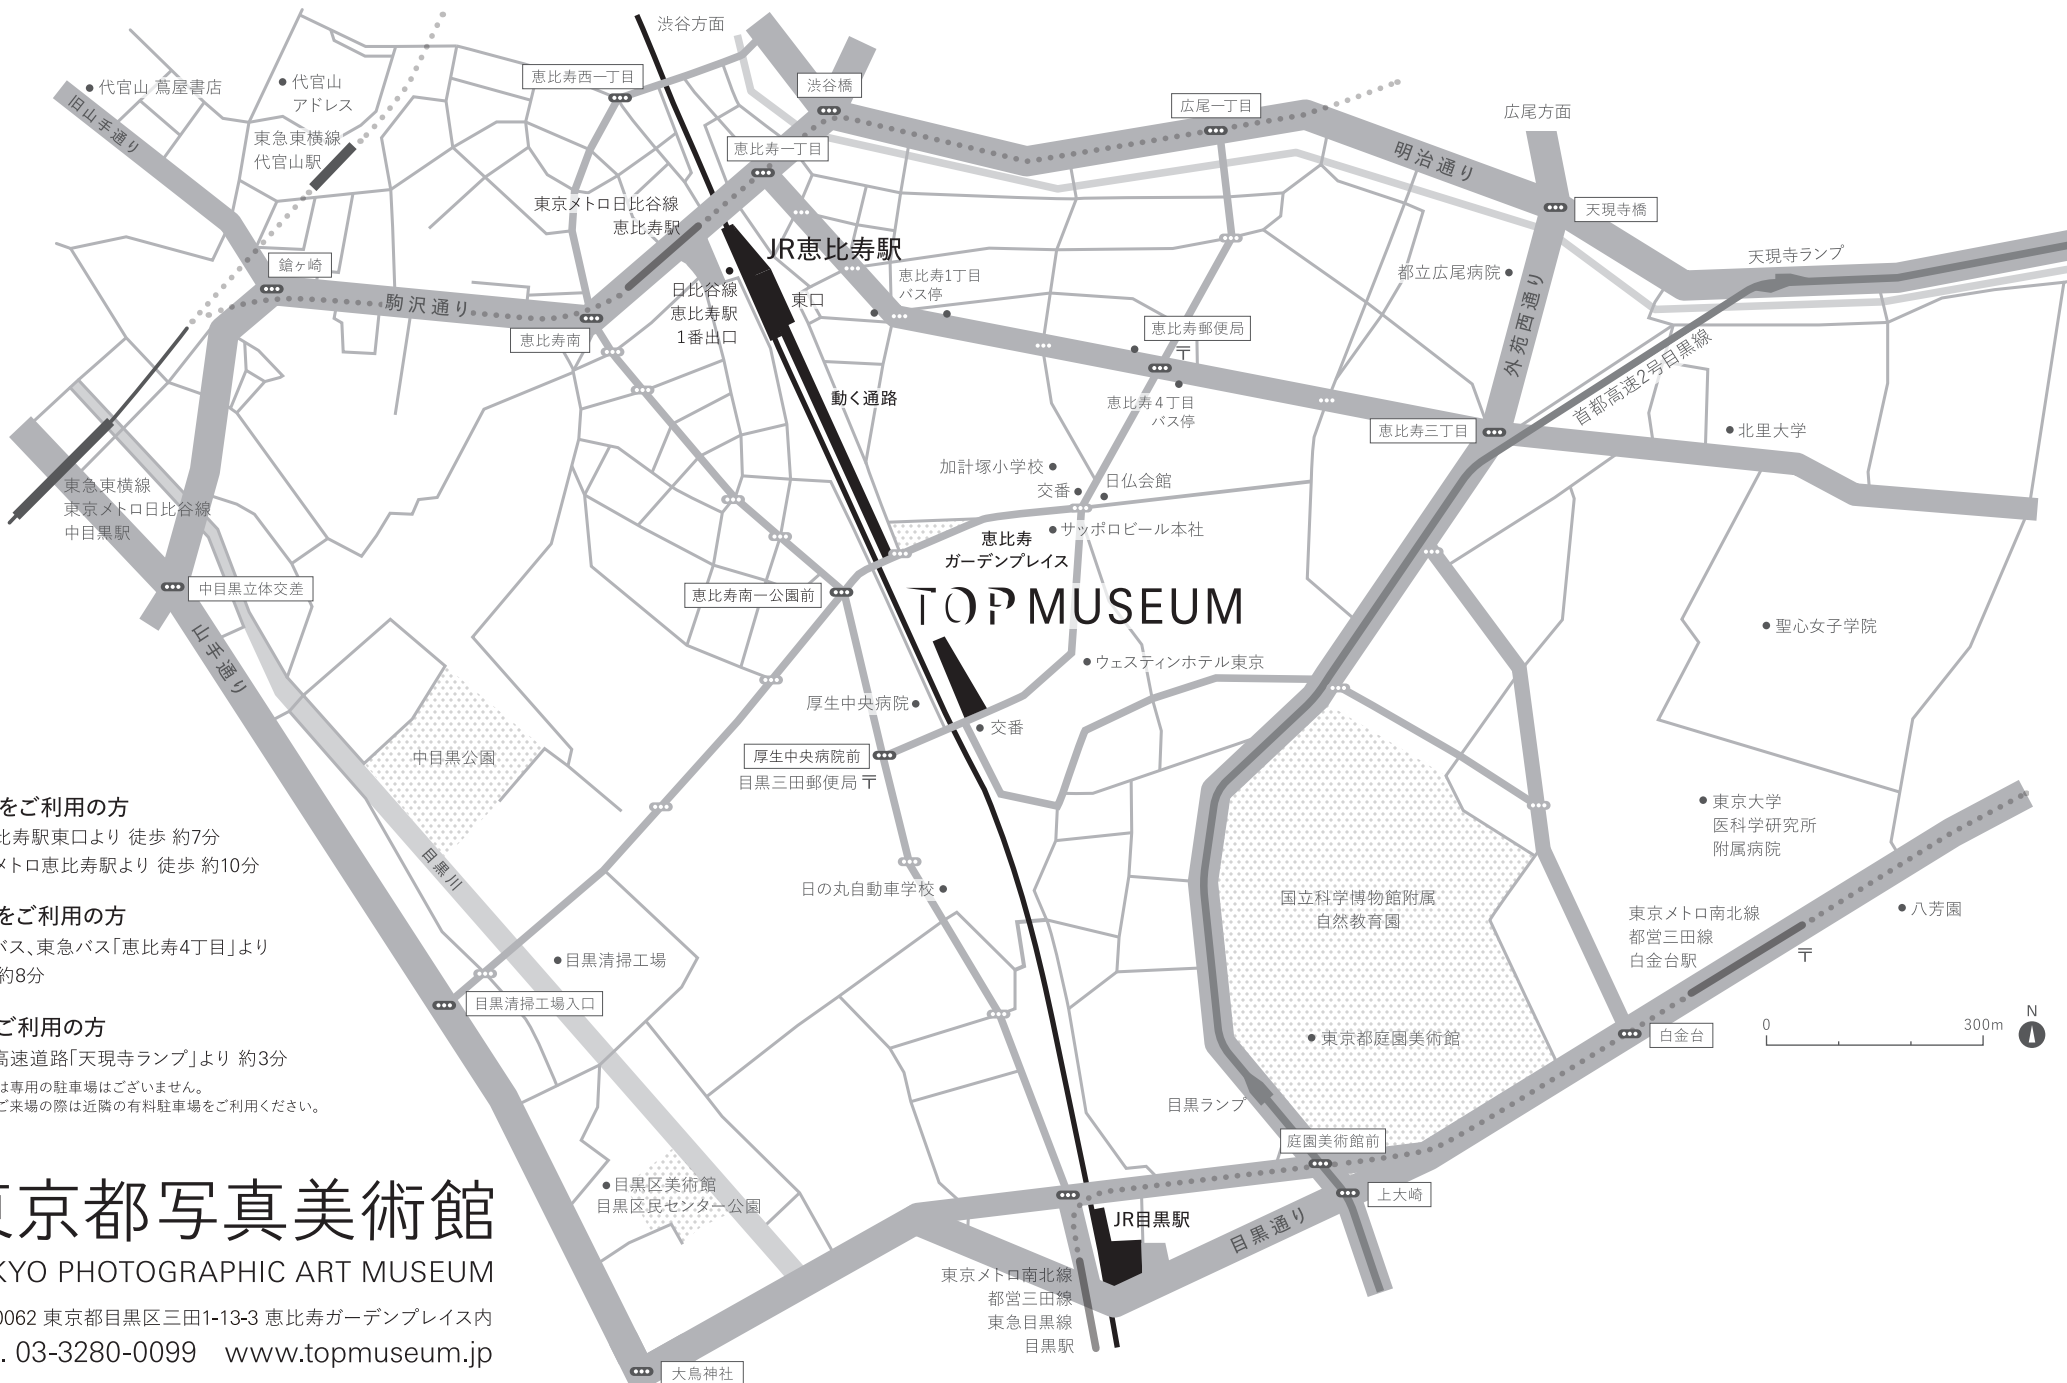 渋谷方面
恵比寿西一丁目
渋谷橋
代官山 蔦屋書店
代官山
アドレス
旧山手通り
東急東横線
代官山駅
恵比寿一丁目
広尾一丁目
広尾方面
明治通り
天現寺橋
天現寺ランプ
東京メトロ日比谷線
恵比寿駅
JR恵比寿駅
鎗ヶ崎
駒沢通り
恵比寿南
日比谷線
恵比寿駅
1番出口
東口
恵比寿1丁目
バス停
都立広尾病院
恵比寿郵便局
〒
外苑西通り
首都高速2号目黒線
動く通路
恵比寿4丁目
バス停
恵比寿三丁目
北里大学
加計塚小学校
交番
日仏会館
サッポロビール本社
東急東横線
東京メトロ日比谷線
中目黒駅
恵比寿
ガーデンプレイス
中目黒立体交差
恵比寿南一公園前
TOP MUSEUM
聖心女子学院
山手通り
ウェスティンホテル東京
厚生中央病院
交番
中目黒公園
厚生中央病院前
目黒三田郵便局 〒
目黒川
東京大学
医科学研究所
附属病院
をご利用の方
比寿駅東口より 徒歩 約7分
メトロ恵比寿駅より 徒歩 約10分
日の丸自動車学校
国立科学博物館附属
自然教育園
東京メトロ南北線
都営三田線
白金台駅
〒
八芳園
をご利用の方
バス、東急バス「恵比寿4丁目」より
約8分
目黒清掃工場
目黒清掃工場入口
東京都庭園美術館
白金台
0
300m
N
ご利用の方
高速道路「天現寺ランプ」より 約3分
は専用の駐車場はございません。
ご来場の際は近隣の有料駐車場をご利用ください。
目黒ランプ
庭園美術館前
上大崎
目黒区美術館
目黒区民センター公園
JR目黒駅
目黒通り
東京メトロ南北線
都営三田線
東急目黒線
目黒駅
大鳥神社
東京都写真美術館
KYO PHOTOGRAPHIC ART MUSEUM
0062 東京都目黒区三田1-13-3 恵比寿ガーデンプレイス内
. 03-3280-0099 www.topmuseum.jp